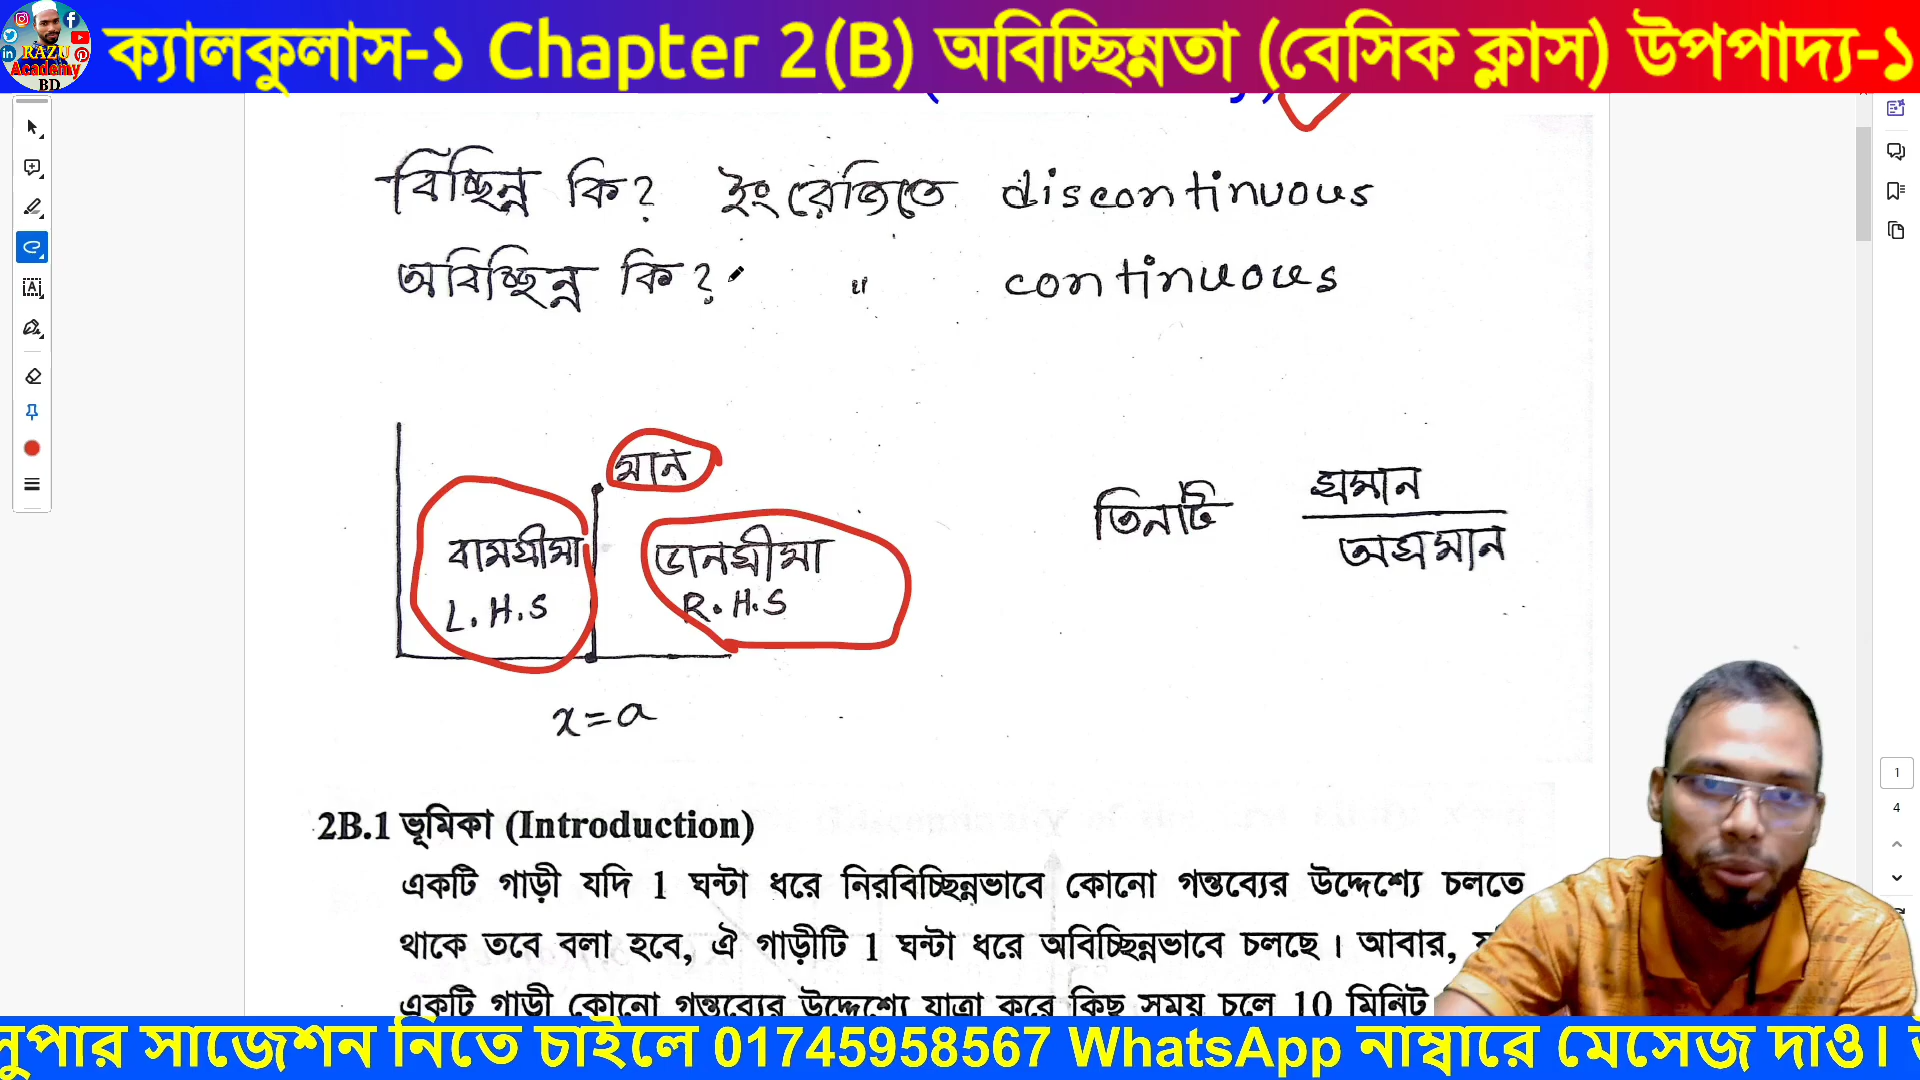 RAZU
Academy
BD
ক্যালকুলাস-১ Chapter 2(B) অবিচ্ছিন্নতা (বেসিক ক্লাস) উপপাদ্য-১
বিচ্ছিন্ন কি? ইংরেজিতে discontinuous
অবিচ্ছিন্ন কি? " continuous
মান
বামসীমা
L.H.S
ডানসীমা
R.H.S
x=a
তিনটি
সমান
অসমান
2B.1 ভূমিকা (Introduction)
একটি গাড়ী যদি 1 ঘন্টা ধরে নিরবিচ্ছিন্নভাবে কোনো গন্তব্যের উদ্দেশ্যে চলতে
থাকে তবে বলা হবে, ঐ গাড়ীটি 1 ঘন্টা ধরে অবিচ্ছিন্নভাবে চলছে। আবার,
একটি গাড়ী কোনো গন্তব্যের উদ্দেশ্যে যাত্রা করে কিছু সময় চলে 10 মিনিট
1
4
সুপার সাজেশন নিতে চাইলে 01745958567 WhatsApp নাম্বারে মেসেজ দাও।